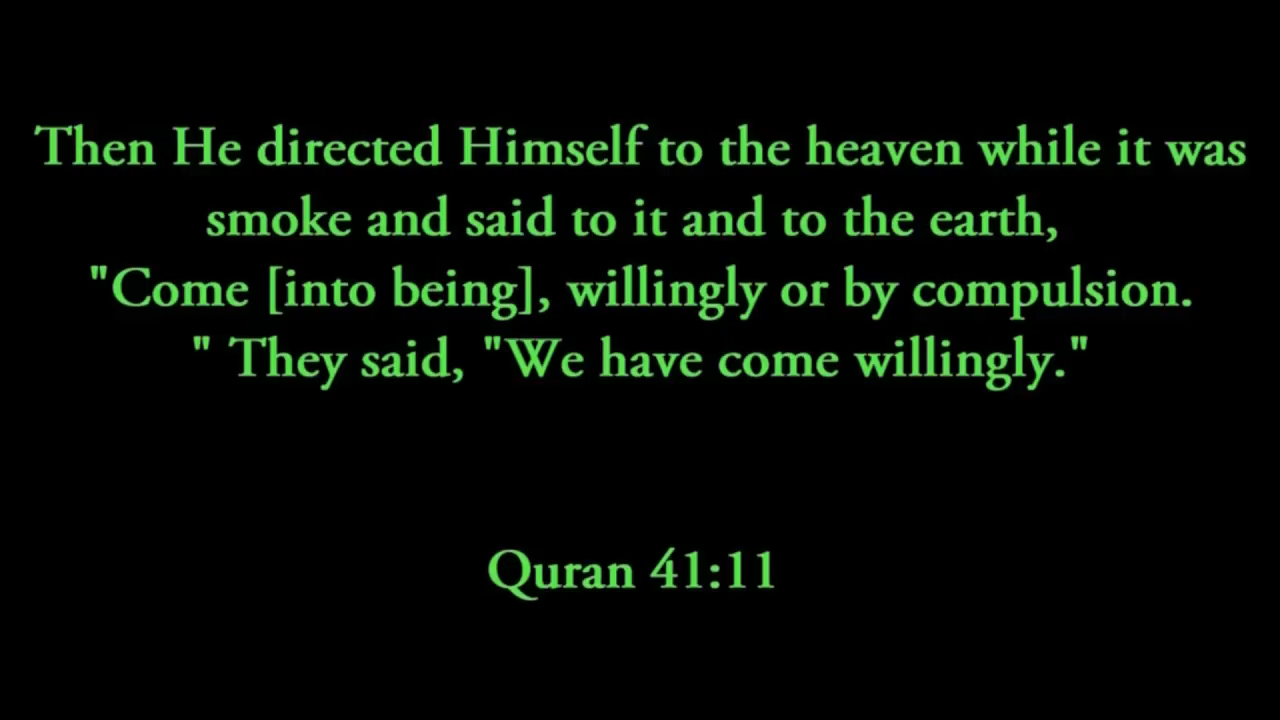 Then He directed Himself to the heaven while it was
smoke and said to it and to the earth,
"Come [into being], willingly or by compulsion.
" They said, "We have come willingly."
Quran 41:11